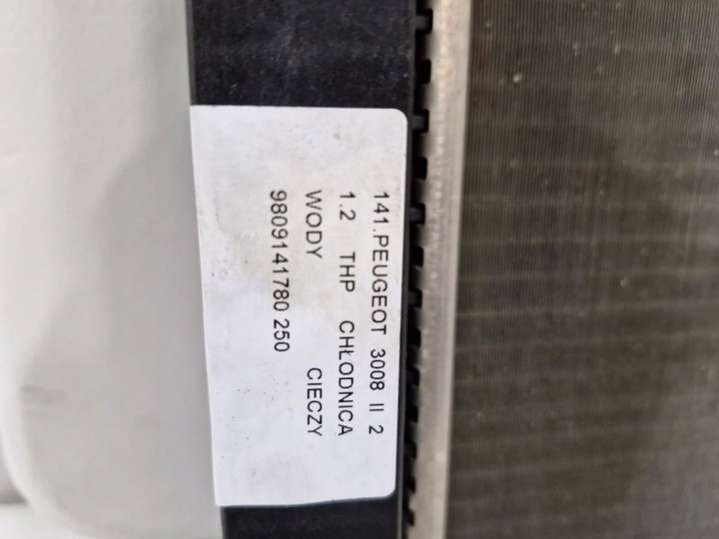 141.PEUGEOT 3008 II 2
1.2 THP CHŁODNICA
WODY CIECZY
9809141780 250